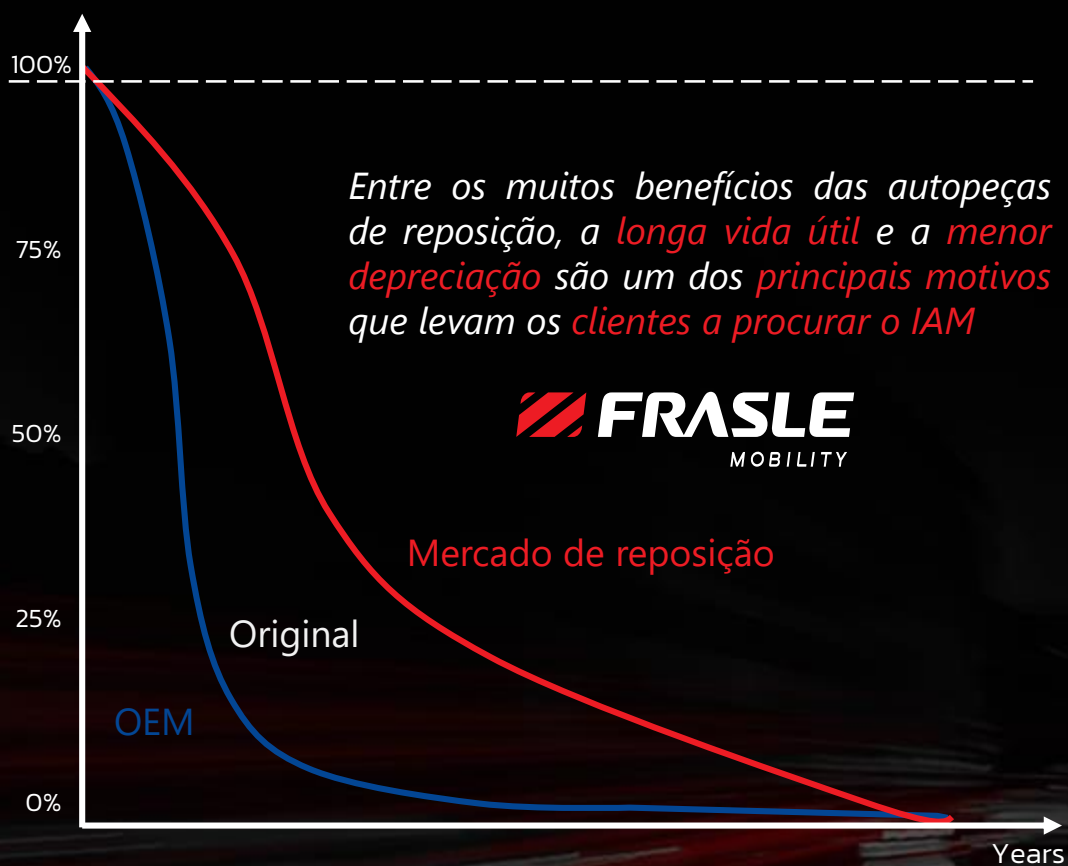 100%
Entre os muitos benefícios das autopeças
de reposição, a longa vida útil e a menor
75%
depreciação são um dos principais motivos
que levam os clientes a procurar o IAM
FRASLE
50%
MOBILITY
Mercado de reposição
25%
Original
OEM
0%
Years